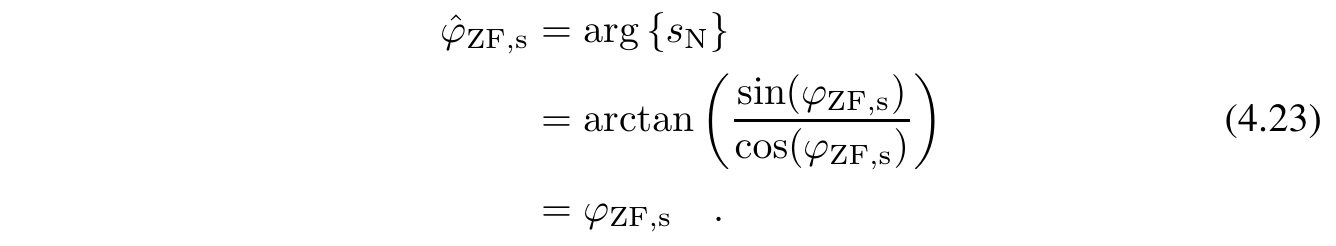 φ̂_ZF,s = arg {s_N}
= arctan ( sin(φ_ZF,s) / cos(φ_ZF,s) ) (4.23)
= φ_ZF,s .